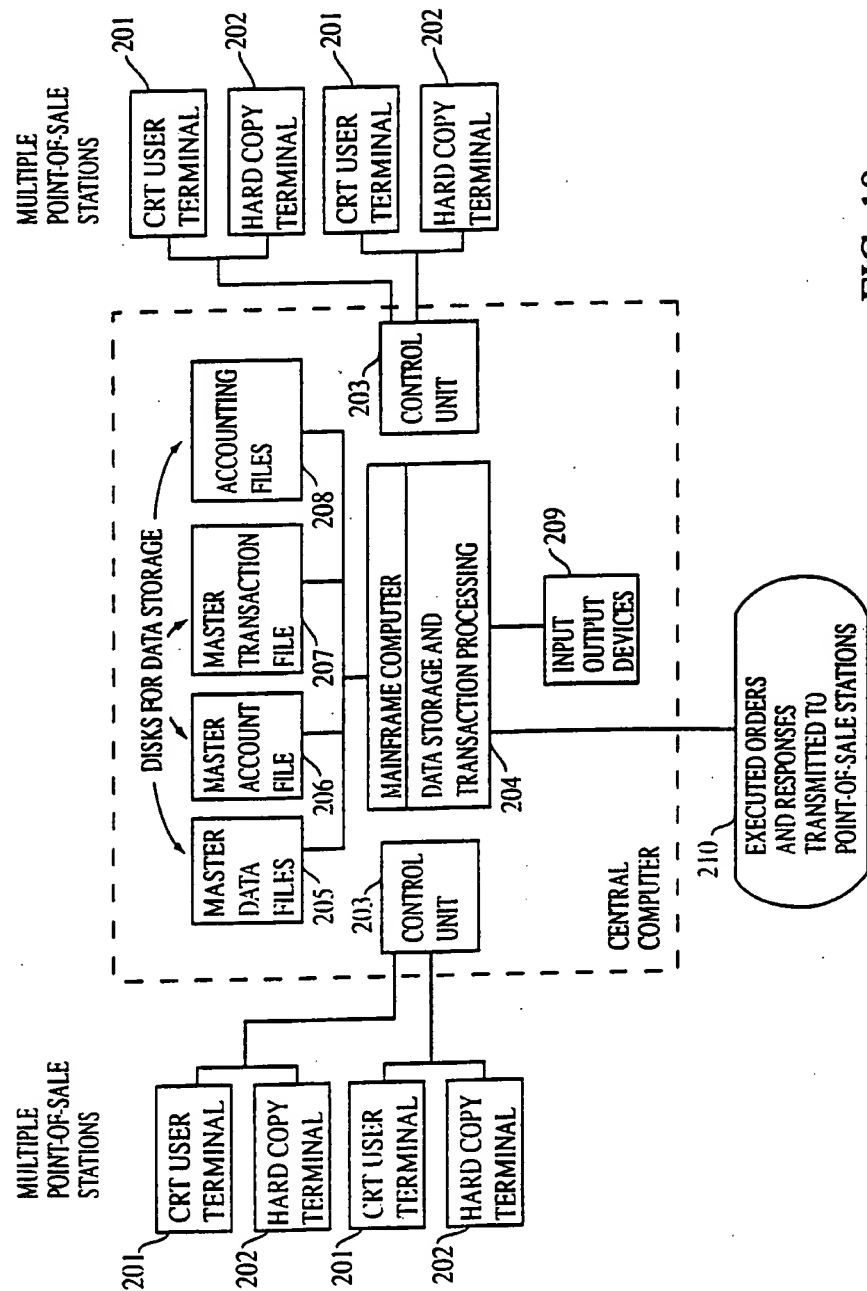 MULTIPLE
POINT-OF-SALE
STATIONS
201
CRT USER
TERMINAL
202
HARD COPY
TERMINAL
201
CRT USER
TERMINAL
202
HARD COPY
TERMINAL
DISKS FOR DATA STORAGE
MASTER
DATA
FILES
205
MASTER
ACCOUNT
FILE
206
MASTER
TRANSACTION
FILE
207
ACCOUNTING
FILES
208
203
CONTROL
UNIT
MAINFRAME COMPUTER
DATA STORAGE AND
TRANSACTION PROCESSING
204
203
CONTROL
UNIT
209
INPUT
OUTPUT
DEVICES
CENTRAL
COMPUTER
210
EXECUTED ORDERS
AND RESPONSES
TRANSMITTED TO
POINT-OF-SALE STATIONS
MULTIPLE
POINT-OF-SALE
STATIONS
CRT USER
TERMINAL
201
HARD COPY
TERMINAL
202
CRT USER
TERMINAL
201
HARD COPY
TERMINAL
202
FIG.